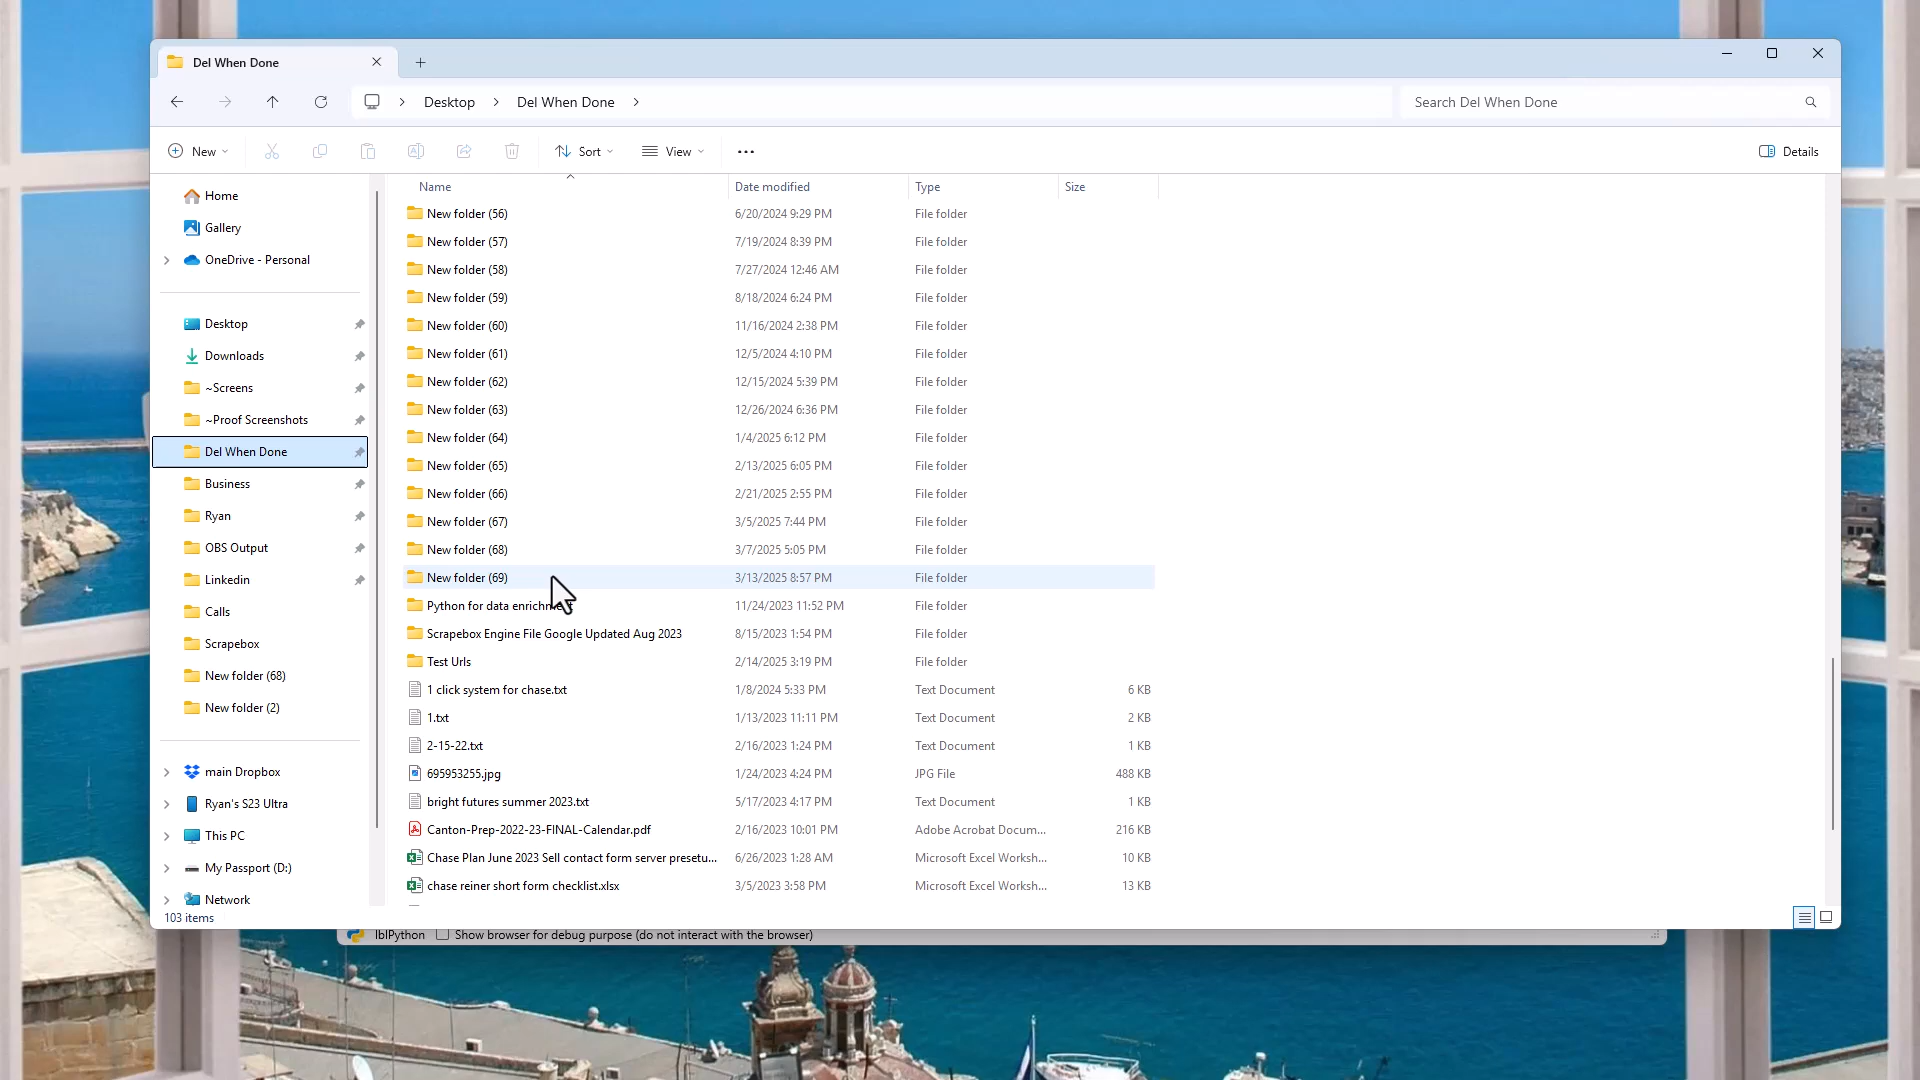 Del When Done
Desktop
Del When Done
Search Del When Done
New
Sort
View
Details
Home
Gallery
OneDrive - Personal
Desktop
Downloads
~Screens
~Proof Screenshots
Del When Done
Business
Ryan
OBS Output
Linkedin
Calls
Scrapebox
New folder (68)
New folder (2)
main Dropbox
Ryan's S23 Ultra
This PC
My Passport (D:)
Network
Name Date modified Type Size
New folder (56) 6/20/2024 9:29 PM File folder
New folder (57) 7/19/2024 8:39 PM File folder
New folder (58) 7/27/2024 12:46 AM File folder
New folder (59) 8/18/2024 6:24 PM File folder
New folder (60) 11/16/2024 2:38 PM File folder
New folder (61) 12/5/2024 4:10 PM File folder
New folder (62) 12/15/2024 5:39 PM File folder
New folder (63) 12/26/2024 6:36 PM File folder
New folder (64) 1/4/2025 6:12 PM File folder
New folder (65) 2/13/2025 6:05 PM File folder
New folder (66) 2/21/2025 2:55 PM File folder
New folder (67) 3/5/2025 7:44 PM File folder
New folder (68) 3/7/2025 5:05 PM File folder
New folder (69) 3/13/2025 8:57 PM File folder
Python for data 11/24/2023 11:52 PM File folder
Scrapebox Engine File Google Updated Aug 2023 8/15/2023 1:54 PM File folder
Test Urls 2/14/2025 3:19 PM File folder
1 click system for chase.txt 1/8/2024 5:33 PM Text Document 6 KB
1.txt 1/13/2023 11:11 PM Text Document 2 KB
2-15-22.txt 2/16/2023 1:24 PM Text Document 1 KB
695953255.jpg 1/24/2023 4:24 PM JPG File 488 KB
bright futures summer 2023.txt 5/17/2023 4:17 PM Text Document 1 KB
Canton-Prep-2022-23-FINAL-Calendar.pdf 2/16/2023 10:01 PM Adobe Acrobat Docum... 216 KB
Chase Plan June 2023 Sell contact form server presetu... 6/26/2023 1:28 AM Microsoft Excel Worksh... 10 KB
chase reiner short form checklist.xlsx 3/5/2023 3:58 PM Microsoft Excel Worksh... 13 KB
103 items
lblPython Show browser for debug purpose (do not interact with the browser)